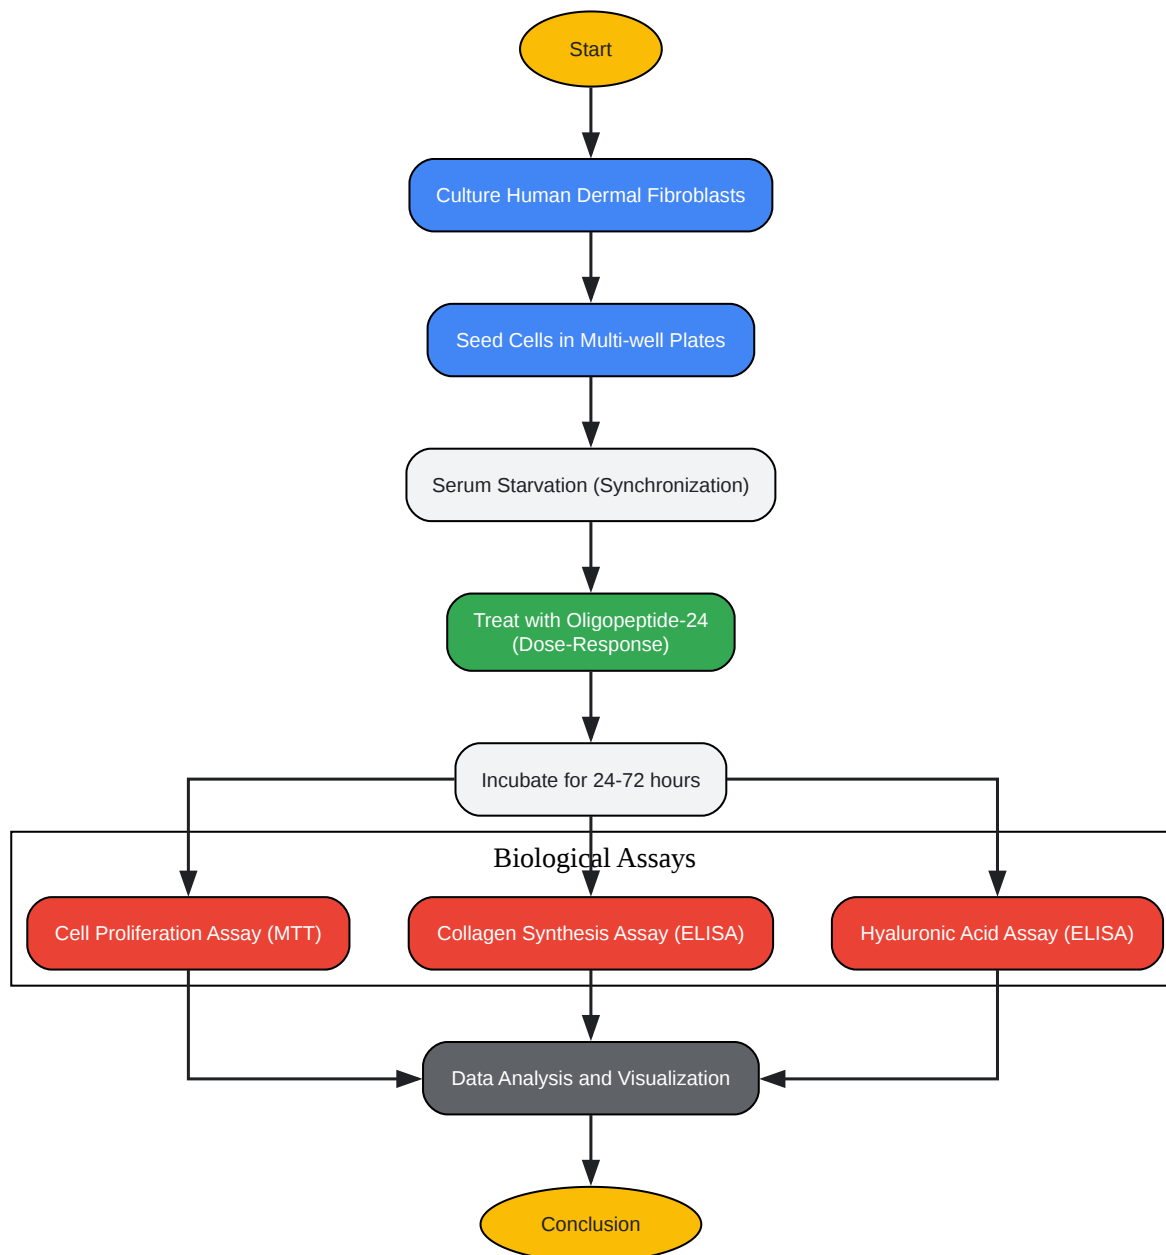 Start
Culture Human Dermal Fibroblasts
Seed Cells in Multi-well Plates
Serum Starvation (Synchronization)
Treat with Oligopeptide-24
(Dose-Response)
Incubate for 24-72 hours
Biological Assays
Cell Proliferation Assay (MTT)
Collagen Synthesis Assay (ELISA)
Hyaluronic Acid Assay (ELISA)
Data Analysis and Visualization
Conclusion